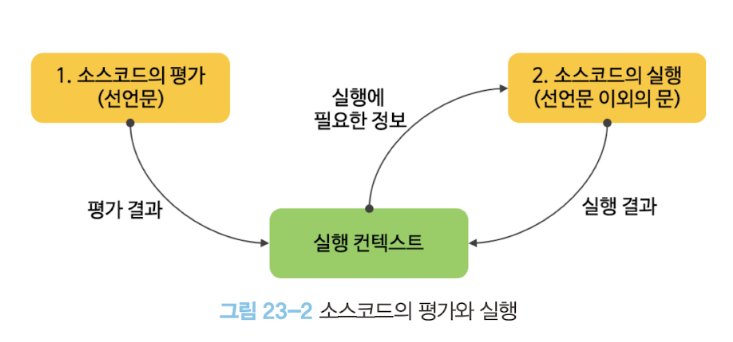 1. 소스코드의 평가
(선언문)
실행에
필요한 정보
2. 소스코드의 실행
(선언문 이외의 문)
평가 결과
실행 결과
실행 컨텍스트
그림 23-2 소스코드의 평가와 실행